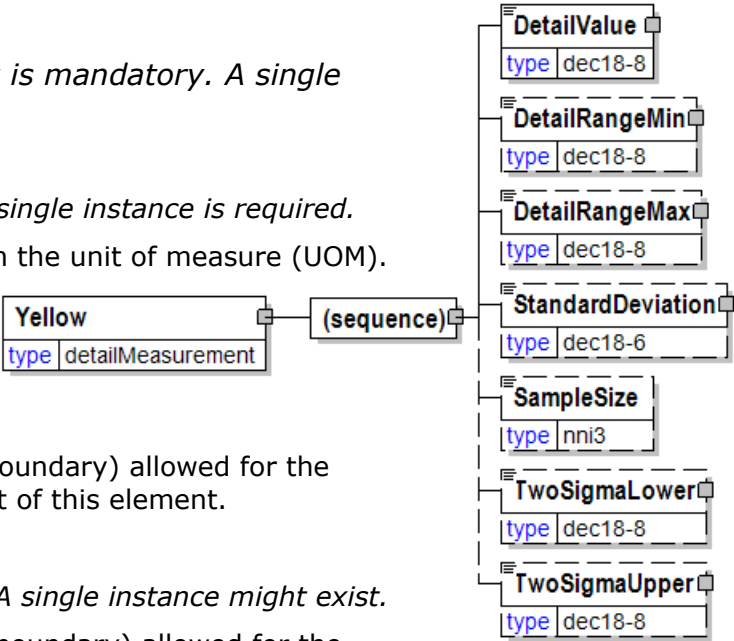 is mandatory. A single
single instance is required.
the unit of measure (UOM).
Yellow
type detailMeasurement
(sequence)
DetailValue
type dec18-8
DetailRangeMin
type dec18-8
DetailRangeMax
type dec18-8
StandardDeviation
type dec18-6
SampleSize
type nni3
TwoSigmaLower
type dec18-8
TwoSigmaUpper
type dec18-8
oundary) allowed for the
of this element.
A single instance might exist.
boundary) allowed for the